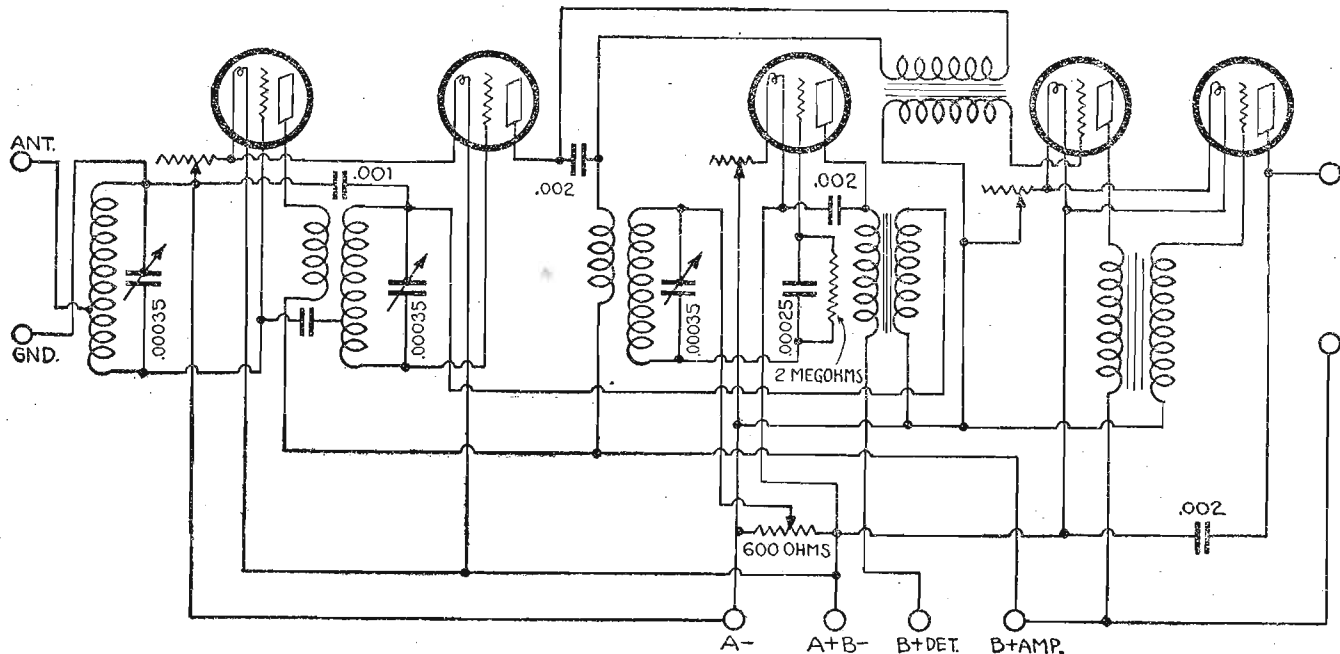 ANT.
GND.
.00035
.001
.00035
.002
.00035
.002
.00025
2 MEGOHMS
600 OHMS
.002
A-
A+B-
B+DET.
B+AMP.